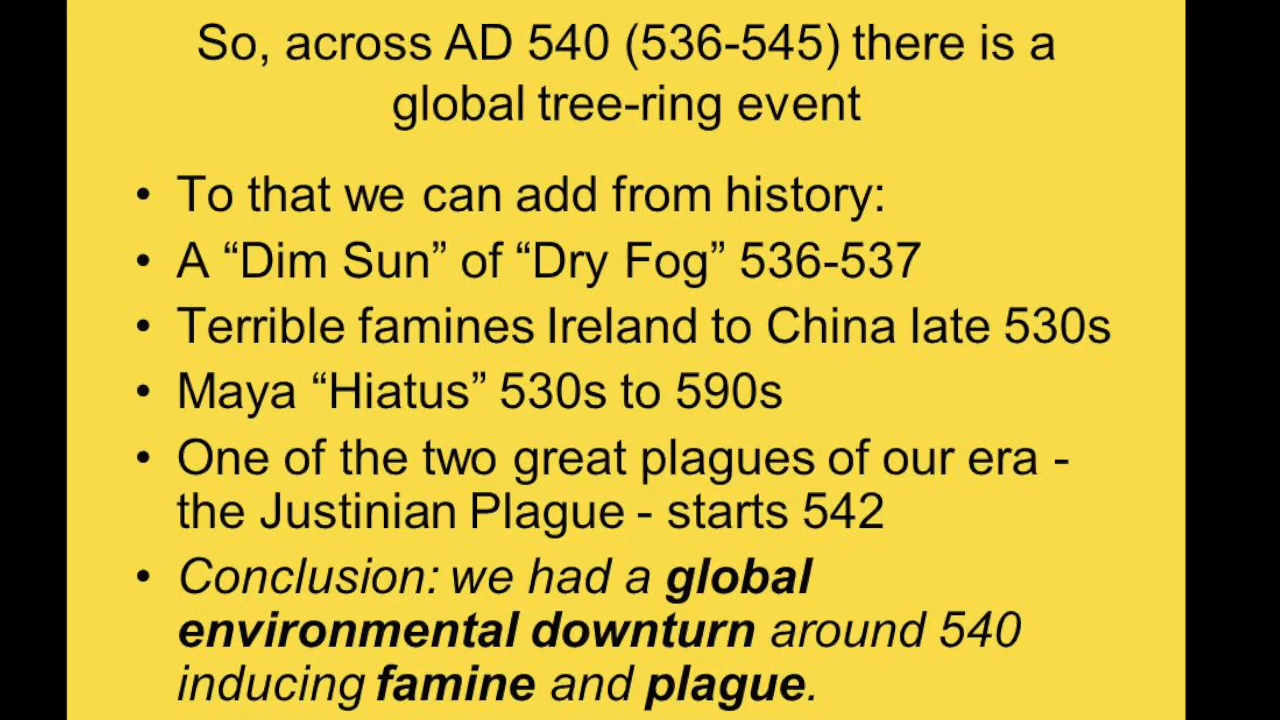 So, across AD 540 (536-545) there is a
global tree-ring event
• To that we can add from history:
• A “Dim Sun” of “Dry Fog” 536-537
• Terrible famines Ireland to China late 530s
• Maya “Hiatus” 530s to 590s
• One of the two great plagues of our era -
the Justinian Plague - starts 542
• Conclusion: we had a global
environmental downturn around 540
inducing famine and plague.